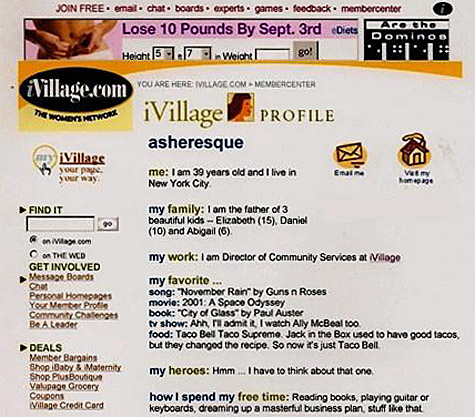 JOIN FREE • email • chat • boards • experts • games • feedback • membercenter
i
Lose 10 Pounds By Sept. 3rd eDiets
Height 5 ft 7 in Weight go!
Are the
Dominos
iVillage.com
THE WOMEN'S NETWORK
YOU ARE HERE: IVILLAGE.COM > MEMBERCENTER
iVillage PROFILE
asheresque
me: I am 39 years old and I live in
New York City.
Email me
Visit my
homepage
my iVillage
your page,
your way.
my family: I am the father of 3
beautiful kids -- Elizabeth (15), Daniel
(10) and Abigail (6).
FIND IT
go
on iVillage.com
on THE WEB
my work: I am Director of Community Services at iVillage
GET INVOLVED
Message Boards
Chat
Personal Homepages
Your Member Profile
Community Challenges
Be A Leader
my favorite ...
song: "November Rain" by Guns n Roses
movie: 2001: A Space Odyssey
book: "City of Glass" by Paul Auster
tv show: Ahh, I'll admit it, I watch Ally McBeal too.
food: Taco Bell Taco Supreme. Jack in the Box used to have good tacos,
but they changed the recipe. So now it's just Taco Bell.
DEALS
Member Bargains
Shop iBaby & iMaternity
Shop PlusBoutique
Valupage Grocery
Coupons
iVillage Credit Card
my heroes: Hmm ... I have to think about that one.
how I spend my free time: Reading books, playing guitar or
keyboards, dreaming up a masterful business plan, stuff like that.